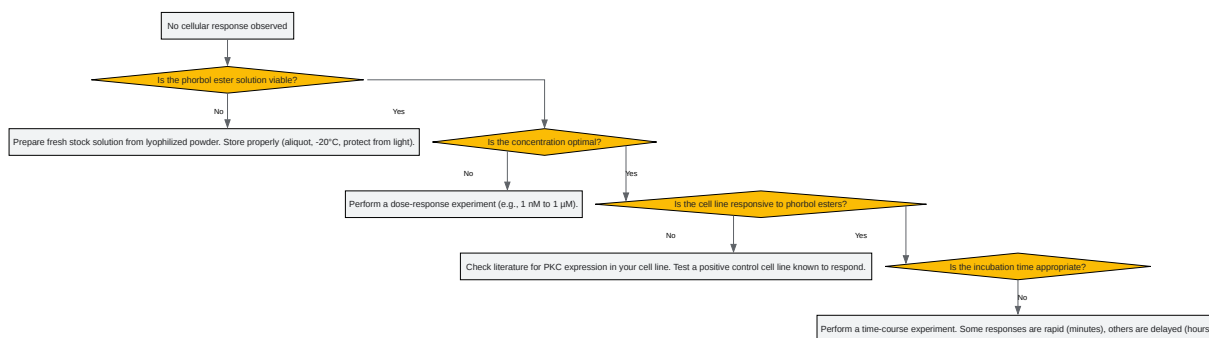 No cellular response observed
Is the phorbol ester solution viable?
No
Yes
Prepare fresh stock solution from lyophilized powder. Store properly (aliquot, -20°C, protect from light).
Is the concentration optimal?
No
Yes
Perform a dose-response experiment (e.g., 1 nM to 1 µM).
Is the cell line responsive to phorbol esters?
No
Yes
Check literature for PKC expression in your cell line. Test a positive control cell line known to respond.
Is the incubation time appropriate?
No
Perform a time-course experiment. Some responses are rapid (minutes), others are delayed (hours